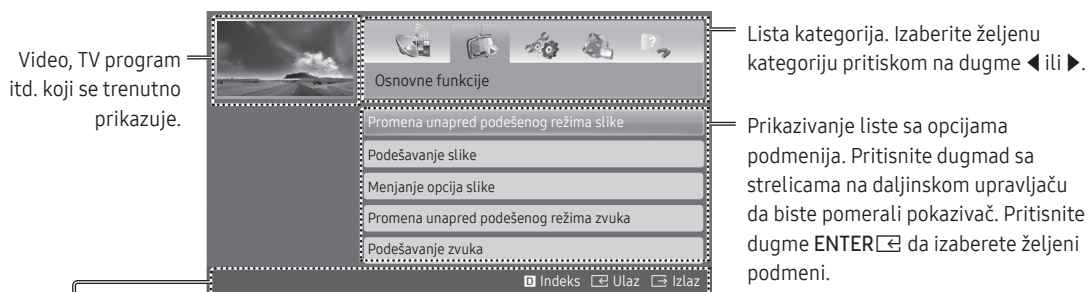 Video, TV program
itd. koji se trenutno
prikazuje.
Osnovne funkcije
Promena unapred podešenog režima slike
Podešavanje slike
Menjanje opcija slike
Promena unapred podešenog režima zvuka
Podešavanje zvuka
D Indeks Ulaz Izlaz
Lista kategorija. Izaberite željenu
kategoriju pritiskom na dugme ◀ ili ▶.
Prikazivanje liste sa opcijama
podmenija. Pritisnite dugmad sa
strelicama na daljinskom upravljaču
da biste pomerali pokazivač. Pritisnite
dugme ENTER da izaberete željeni
podmeni.